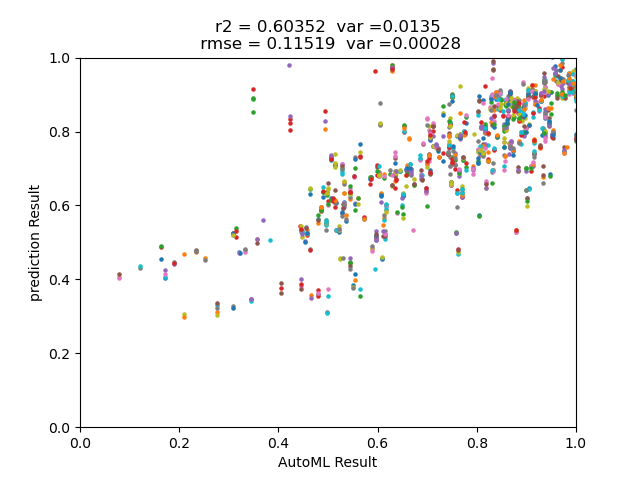 r2 = 0.60352  var =0.0135
rmse = 0.11519  var =0.00028
1.0
0.8
0.6
0.4
0.2
0.0
prediction Result
0.0 0.2 0.4 0.6 0.8 1.0
AutoML Result